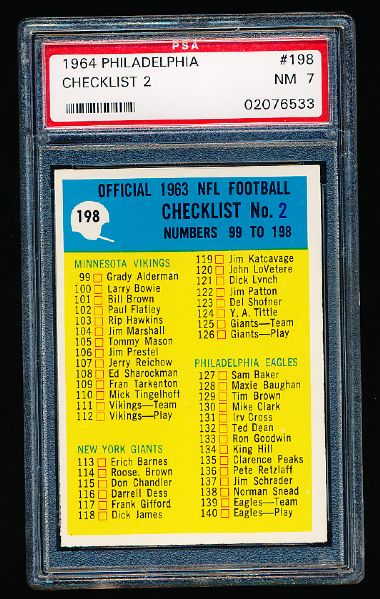 PSA
1964 PHILADELPHIA #198
CHECKLIST 2 NM 7
02076533
OFFICIAL 1963 NFL FOOTBALL
198
CHECKLIST No. 2
NUMBERS 99 TO 198
MINNESOTA VIKINGS
99 Grady Alderman
100 Larry Bowie
101 Bill Brown
102 Paul Flatley
103 Rip Hawkins
104 Jim Marshall
105 Tommy Mason
106 Jim Prestel
107 Jerry Reichow
108 Ed Sharockman
109 Fran Tarkenton
110 Mick Tingelhoff
111 Vikings—Team
112 Vikings—Play
NEW YORK GIANTS
113 Erich Barnes
114 Roose. Brown
115 Don Chandler
116 Darrell Dess
117 Frank Gifford
118 Dick James
119 Jim Katcavage
120 John LoVetere
121 Dick Lynch
122 Jim Patton
123 Del Shofner
124 Y. A. Tittle
125 Giants—Team
126 Giants—Play
PHILADELPHIA EAGLES
127 Sam Baker
128 Maxie Baughan
129 Tim Brown
130 Mike Clark
131 Irv Cross
132 Ted Dean
133 Ron Goodwin
134 King Hill
135 Clarence Peaks
136 Pete Retzlaff
137 Jim Schrader
138 Norman Snead
139 Eagles—Team
140 Eagles—Play